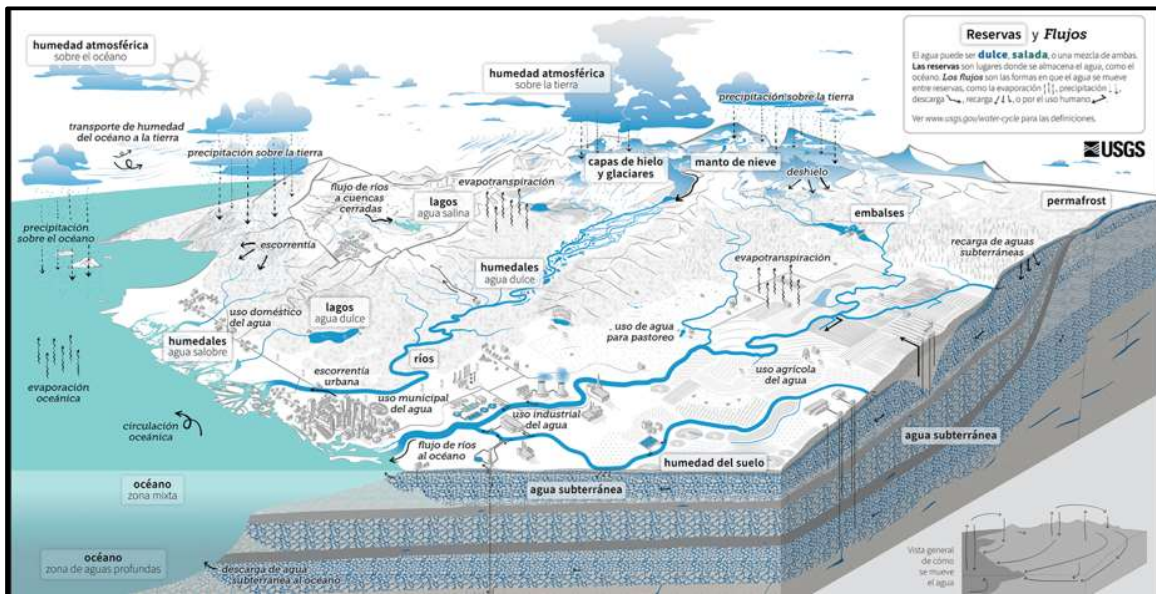 humedad atmosférica
sobre el océano
humedad atmosférica
sobre la tierra
precipitación sobre la tierra
Reservas y Flujos
El agua puede ser dulce, salada, o una mezcla de ambas.
Las reservas son lugares donde se almacena el agua, como el
océano. Los flujos son las formas en que el agua se mueve
entre reservas, como la evaporación, precipitación,
descarga, recarga, o por el uso humano.
Ver www.usgs.gov/water-cycle para las definiciones.
USGS
transporte de humedad
del océano a la tierra
precipitación sobre la tierra
capas de hielo
y glaciares
manto de nieve
deshielo
flujo de ríos
a cuencas
cerradas
lagos
agua salina
evapotranspiración
embalses
permafrost
precipitación
sobre el océano
escorrentía
recarga de aguas
subterráneas
humedales
agua dulce
evapotranspiración
uso doméstico
del agua
lagos
agua dulce
humedales
agua salobre
uso de agua
para pastoreo
ríos
evaporación
oceánica
escorrentía
urbana
uso agrícola
del agua
uso municipal
del agua
uso industrial
del agua
circulación
oceánica
agua subterránea
flujo de ríos
al océano
humedad del suelo
océano
zona mixta
agua subterránea
océano
zona de aguas profundas
descarga de agua
subterránea al océano
Vista general
de cómo
se mueve
el agua